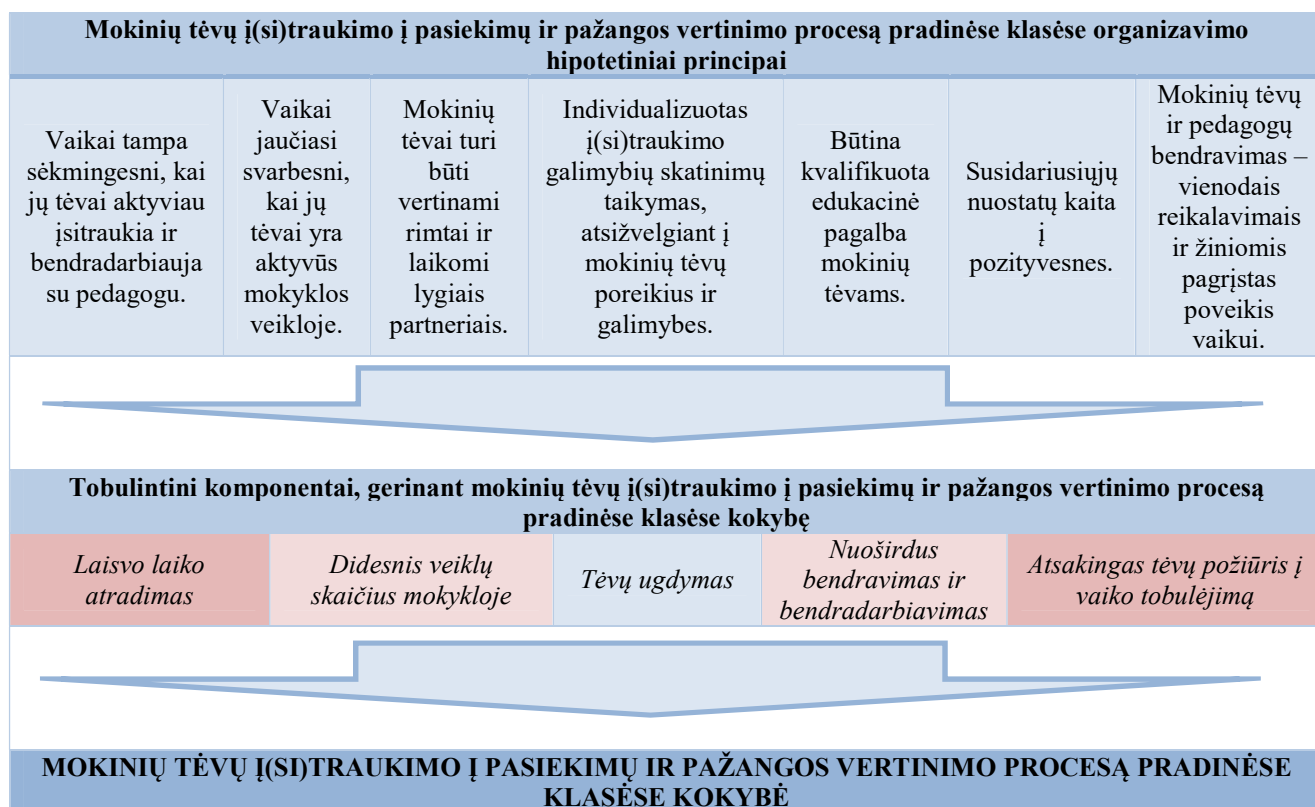 Mokinių tėvų į(si)traukimo į pasiekimų ir pažangos vertinimo procesą pradinėse klasėse organizavimo
hipotetiniai principai
Vaikai tampa
sėkmingesni, kai
jų tėvai aktyviau
įsitraukia ir
bendradarbiauja
su pedagogu.
Vaikai
jaučiasi
svarbesni,
kai jų
tėvai yra
aktyvūs
mokyklos
veikloje.
Mokinių
tėvai turi
būti
vertinami
rimtai ir
laikomi
lygiais
partneriais.
Individualizuotas
į(si)traukimo
galimybių skatinimų
taikymas,
atsižvelgiant į
mokinių tėvų
poreikius ir
galimybes.
Būtina
kvalifikuota
edukacinė
pagalba
mokinių
tėvams.
Susidariusiųjų
nuostatų kaita
į
pozityvesnes.
Mokinių tėvų
ir pedagogų
bendravimas –
vienodais
reikalavimais
ir žiniomis
pagrįstas
poveikis
vaikui.
Tobulintini komponentai, gerinant mokinių tėvų į(si)traukimo į pasiekimų ir pažangos vertinimo procesą
pradinėse klasėse kokybę
Laisvo laiko
atradimas
Didesnis veiklų
skaičius mokykloje
Tėvų ugdymas
Nuoširdus
bendravimas ir
bendradarbiavimas
Atsakingas tėvų požiūris į
vaiko tobulėjimą
MOKINIŲ TĖVŲ Į(SI)TRAUKIMO Į PASIEKIMŲ IR PAŽANGOS VERTINIMO PROCESĄ PRADINĖSE
KLASĖSE KOKYBĖ